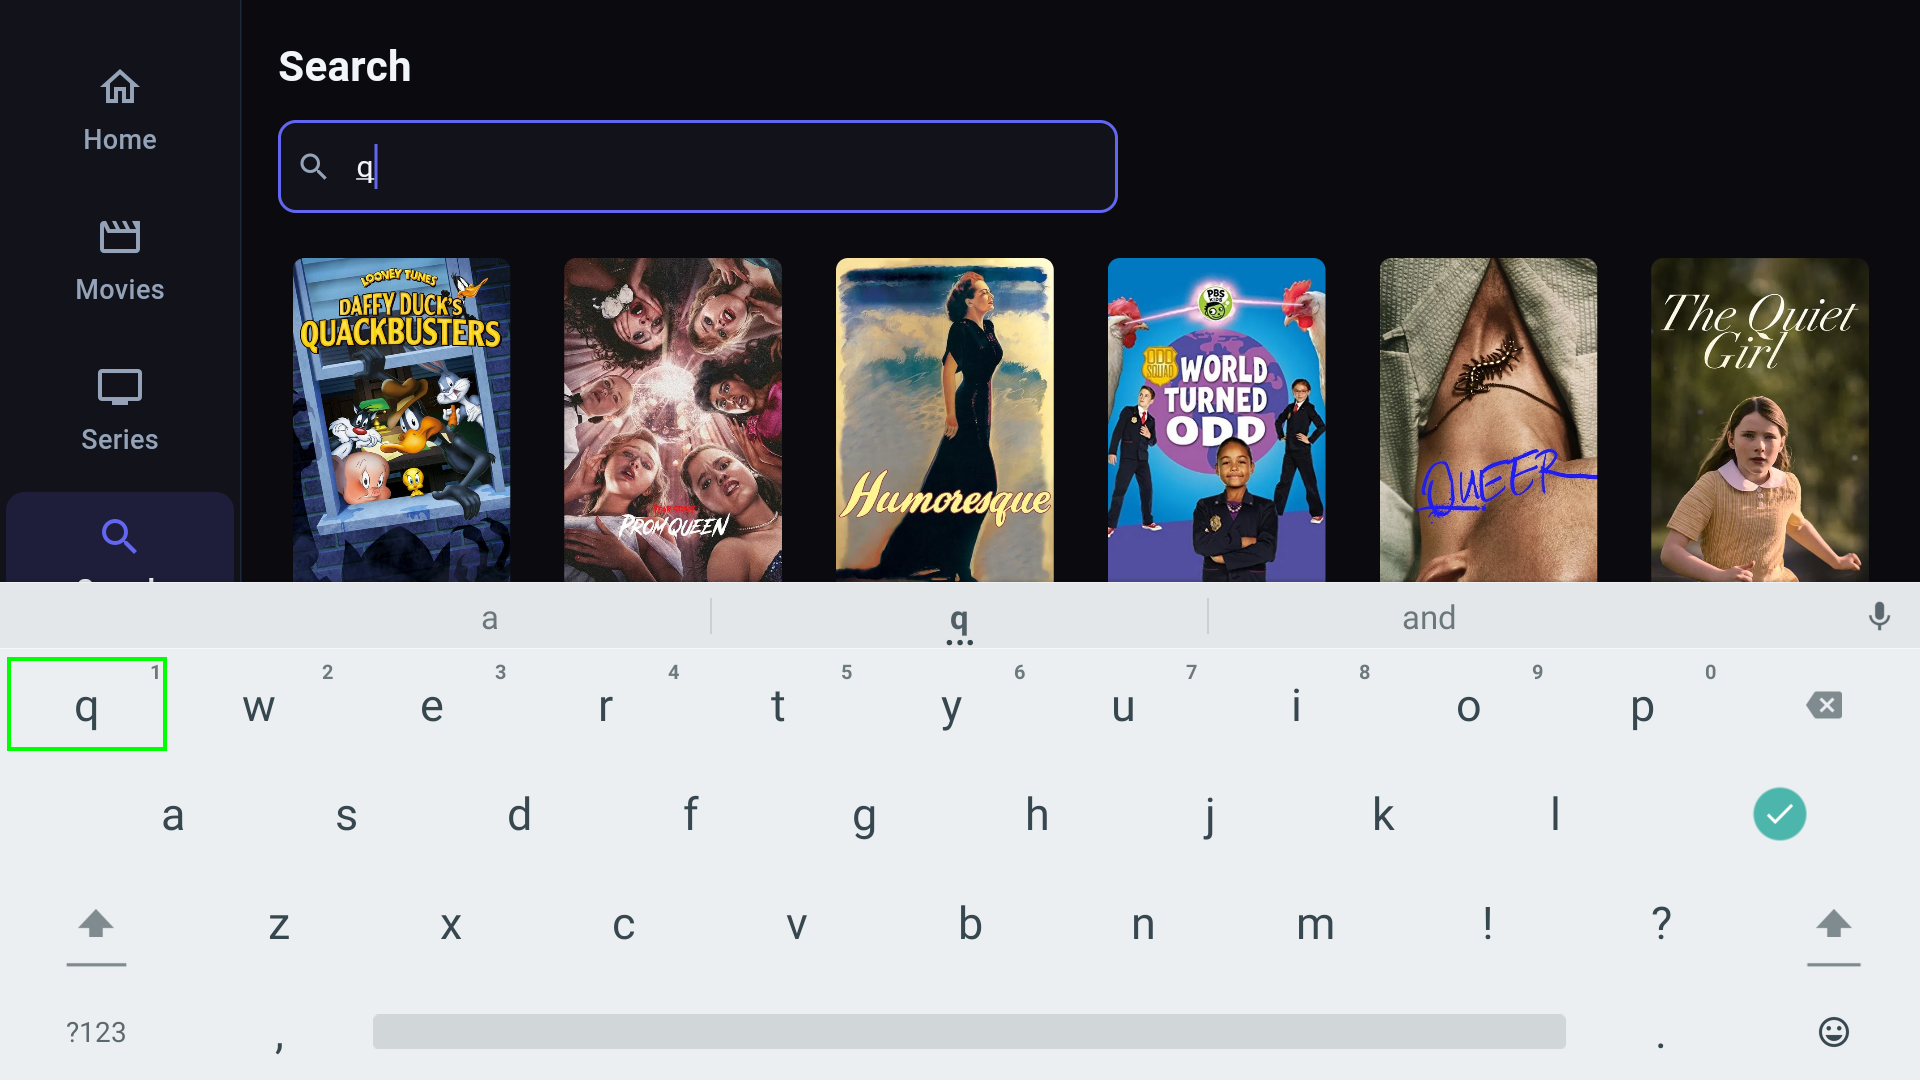 Search
Home
Movies
Series
q
LOONEY TUNES
DAFFY DUCK'S
QUACKBUSTERS
PROM QUEEN
Humoresque
PBS
KIDS
ODD
SQUAD
WORLD
TURNED
ODD
QUEER
The Quiet
Girl
a
q
and
q 1 w 2 e 3 r 4 t 5 y 6 u 7 i 8 o 9 p 0
a s d f g h j k l
z x c v b n m ! ?
?123 , .